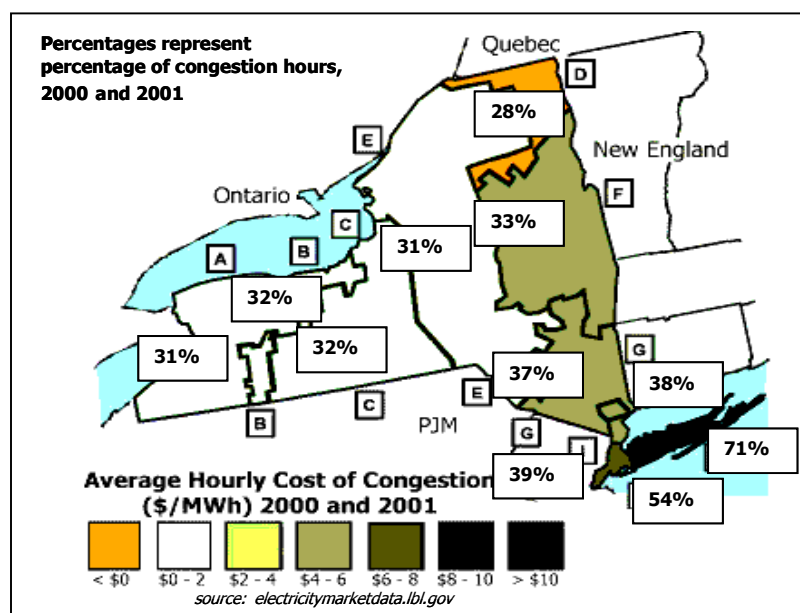 Percentages represent
percentage of congestion hours,
2000 and 2001
Quebec
D
28%
E
New England
Ontario
F
C
33%
A
B
31%
32%
31%
32%
G
37%
38%
E
C
B
PJM
G
71%
39%
54%
Average Hourly Cost of Congestion
($/MWh) 2000 and 2001
< $0
$0 - 2
$2 - 4
$4 - 6
$6 - 8
$8 - 10
> $10
source: electricitymarketdata.lbl.gov